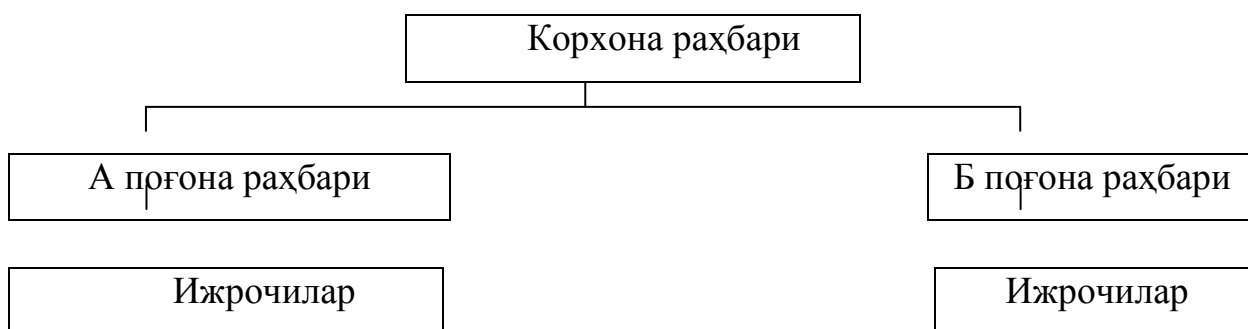 Корхона раҳбари
А поғона раҳбари
Б поғона раҳбари
Ижрочилар
Ижрочилар